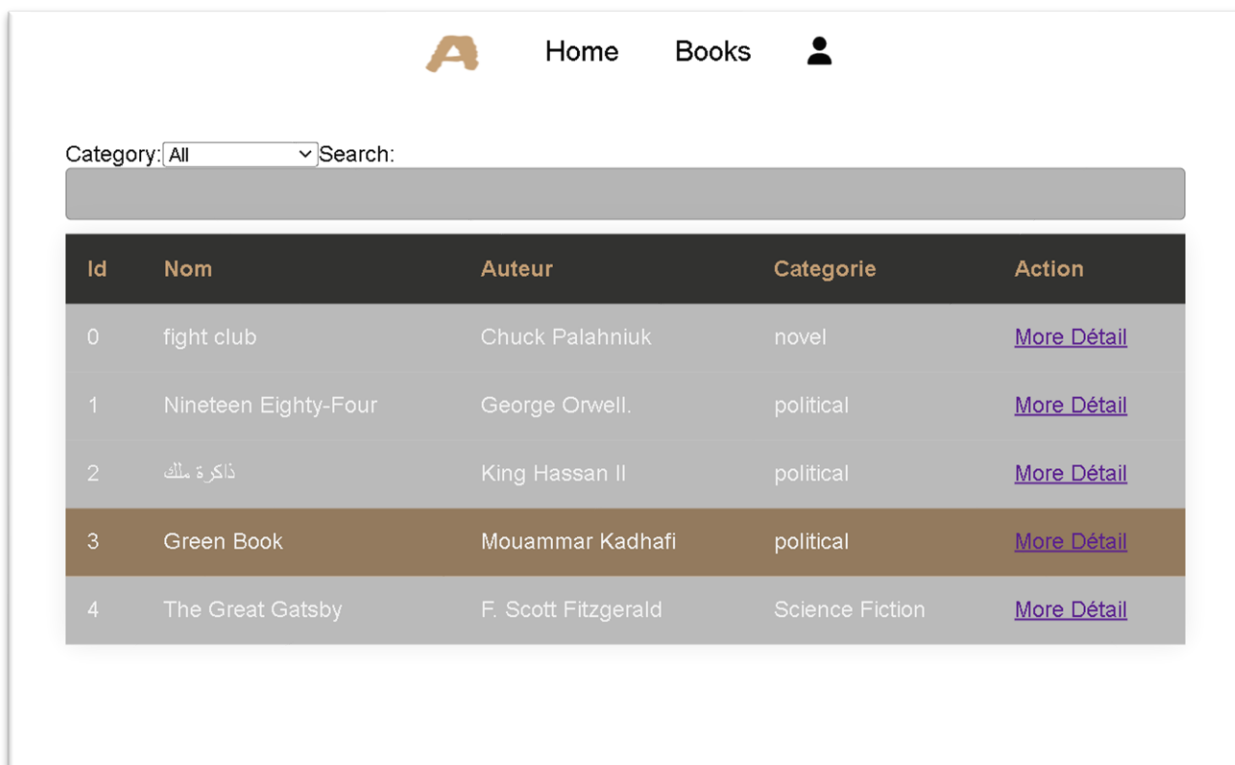 A Home Books
Category: All Search:
Id Nom Auteur Categorie Action
0 fight club Chuck Palahniuk novel More Détail
1 Nineteen Eighty-Four George Orwell. political More Détail
2 ذاكرة ملك King Hassan II political More Détail
3 Green Book Mouammar Kadhafi political More Détail
4 The Great Gatsby F. Scott Fitzgerald Science Fiction More Détail